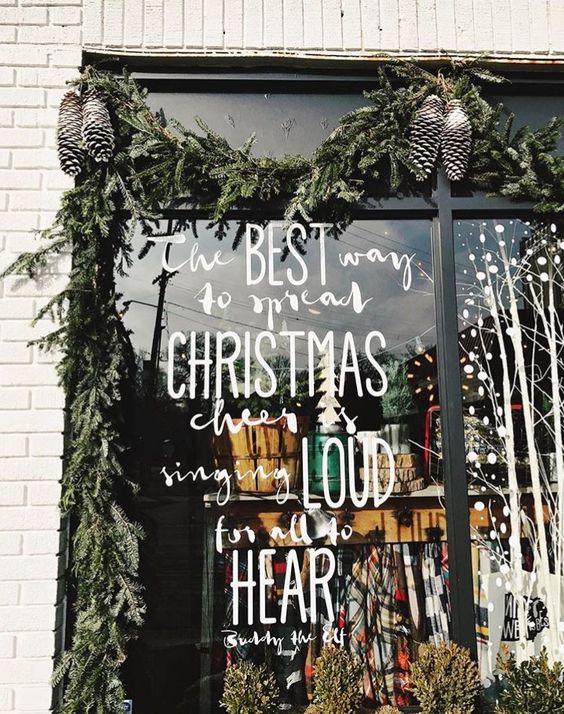 The BEST way
to spread
CHRISTMAS
cheer is
singing LOUD
for all to
HEAR
Buddy the elf